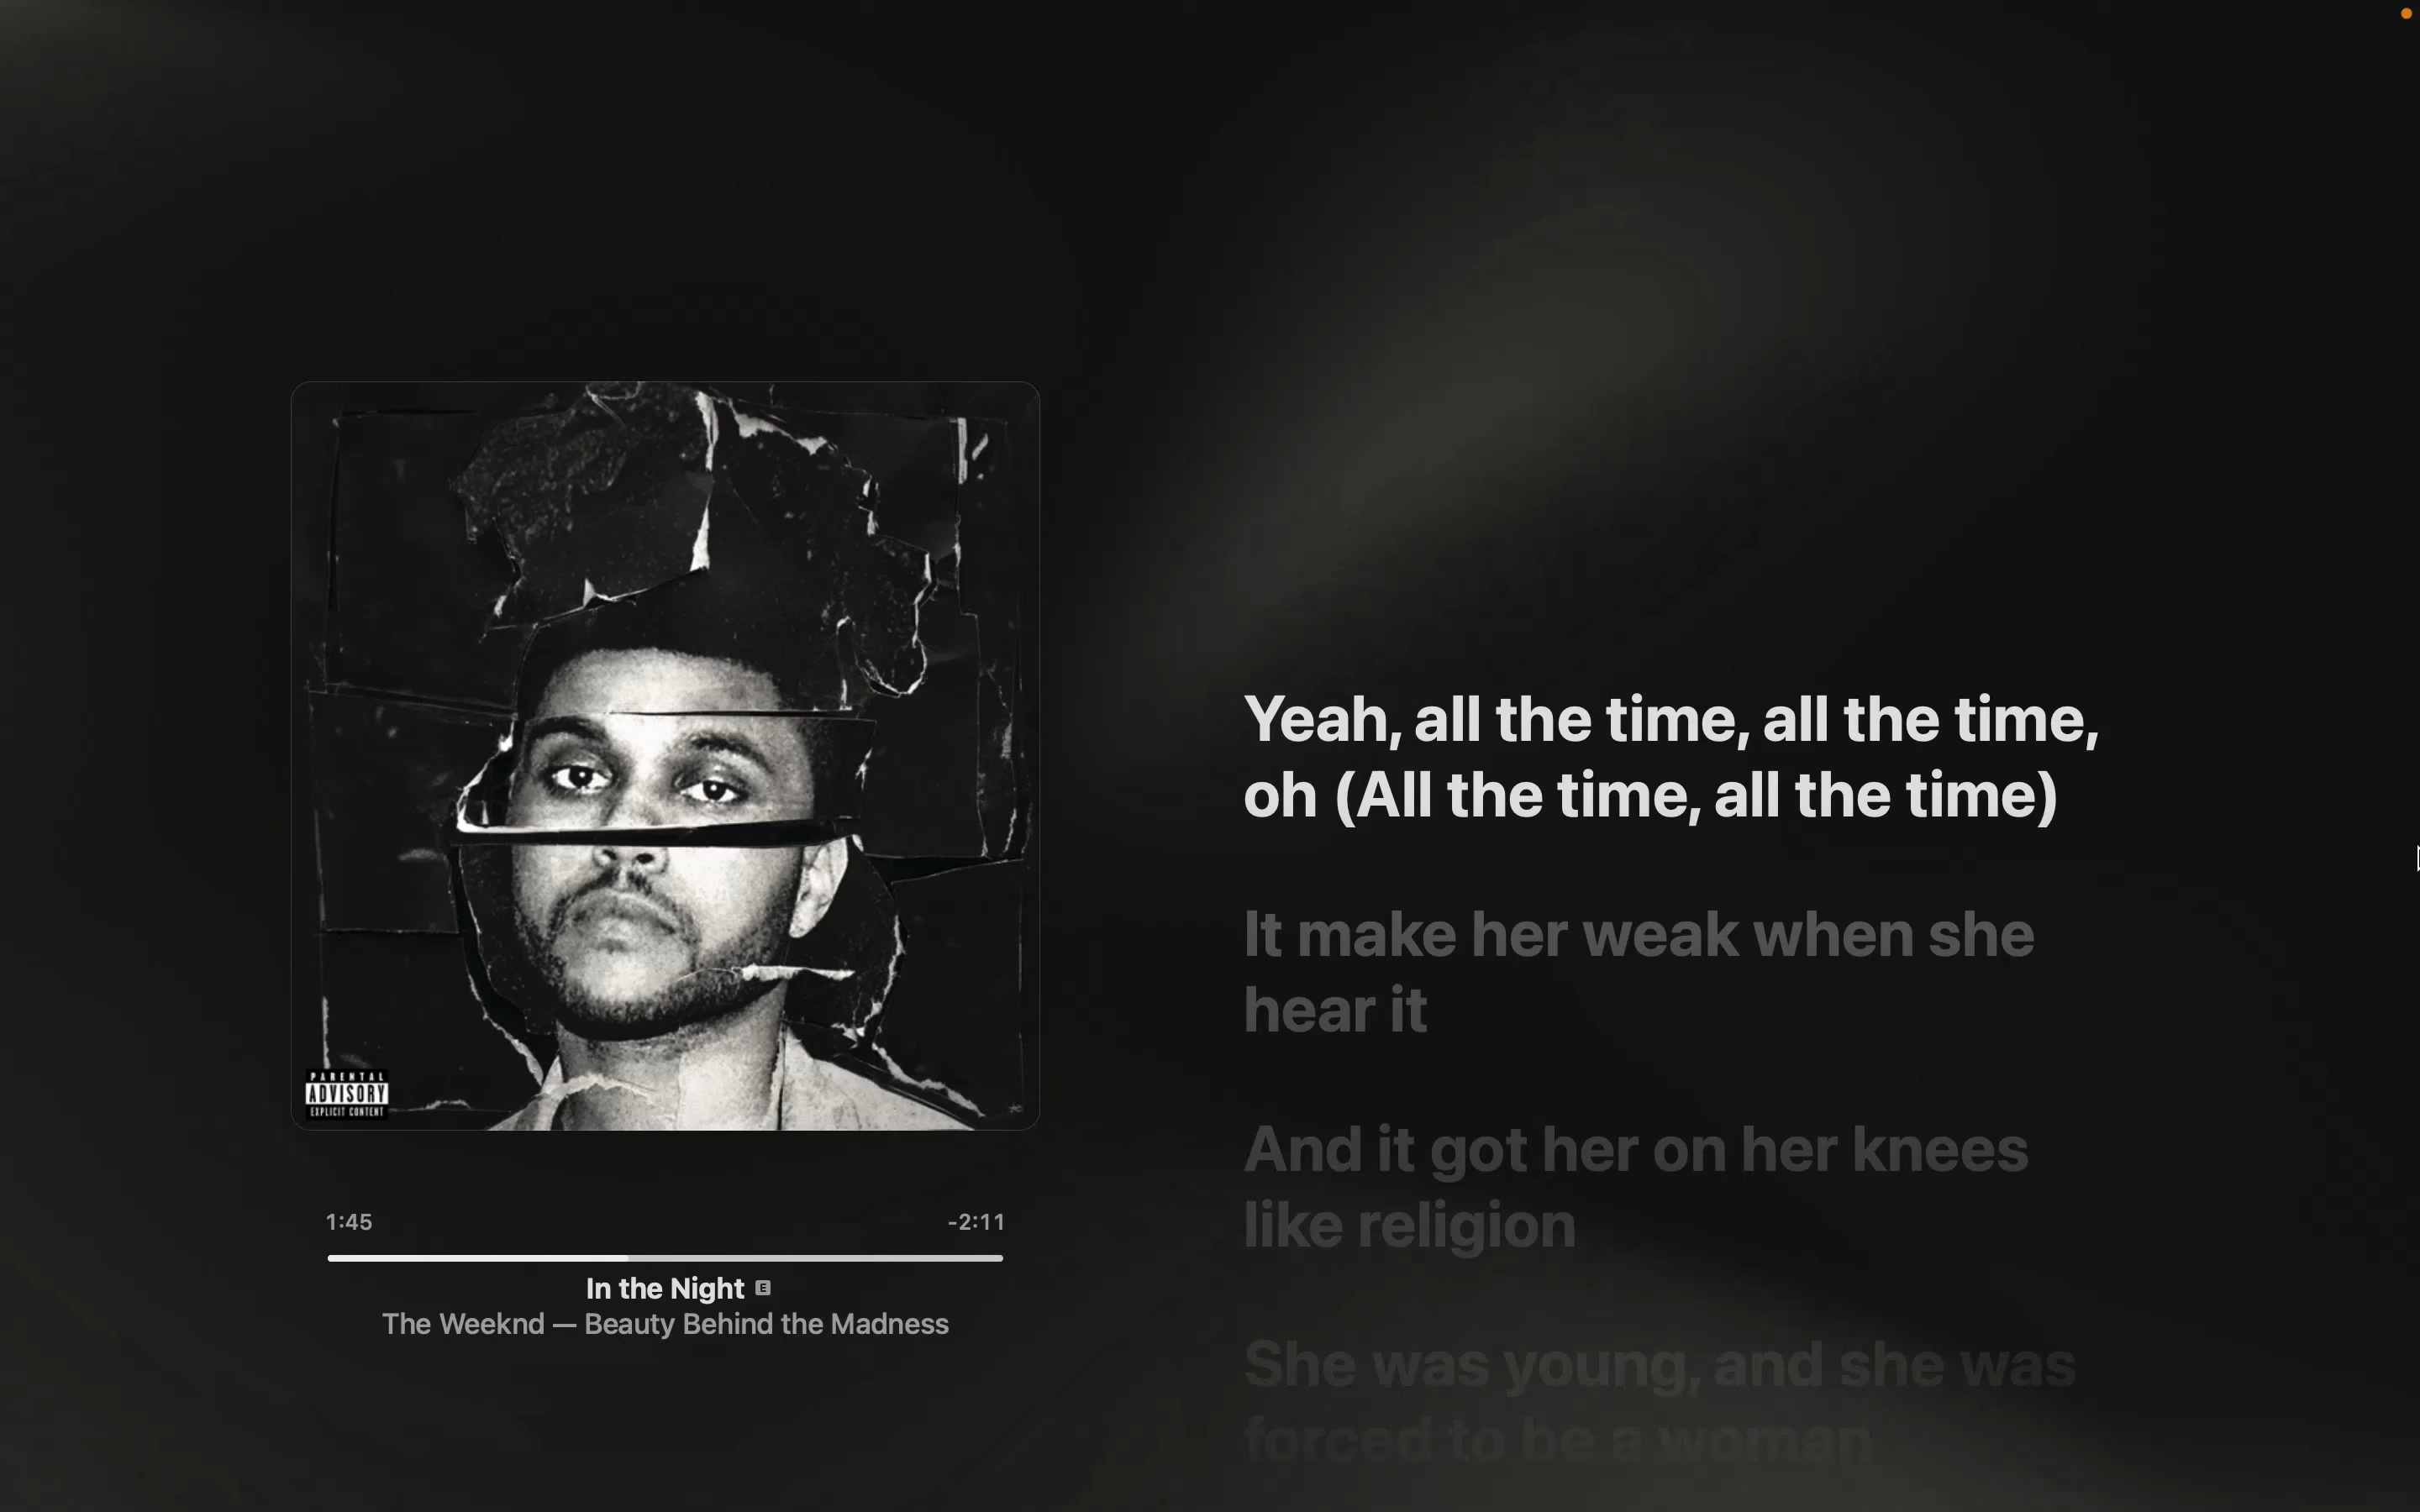 PARENTAL
ADVISORY
EXPLICIT CONTENT
1:45
-2:11
In the Night E
The Weeknd — Beauty Behind the Madness
Yeah, all the time, all the time,
oh (All the time, all the time)
It make her weak when she
hear it
And it got her on her knees
like religion
She was young, and she was
forced to be a woman